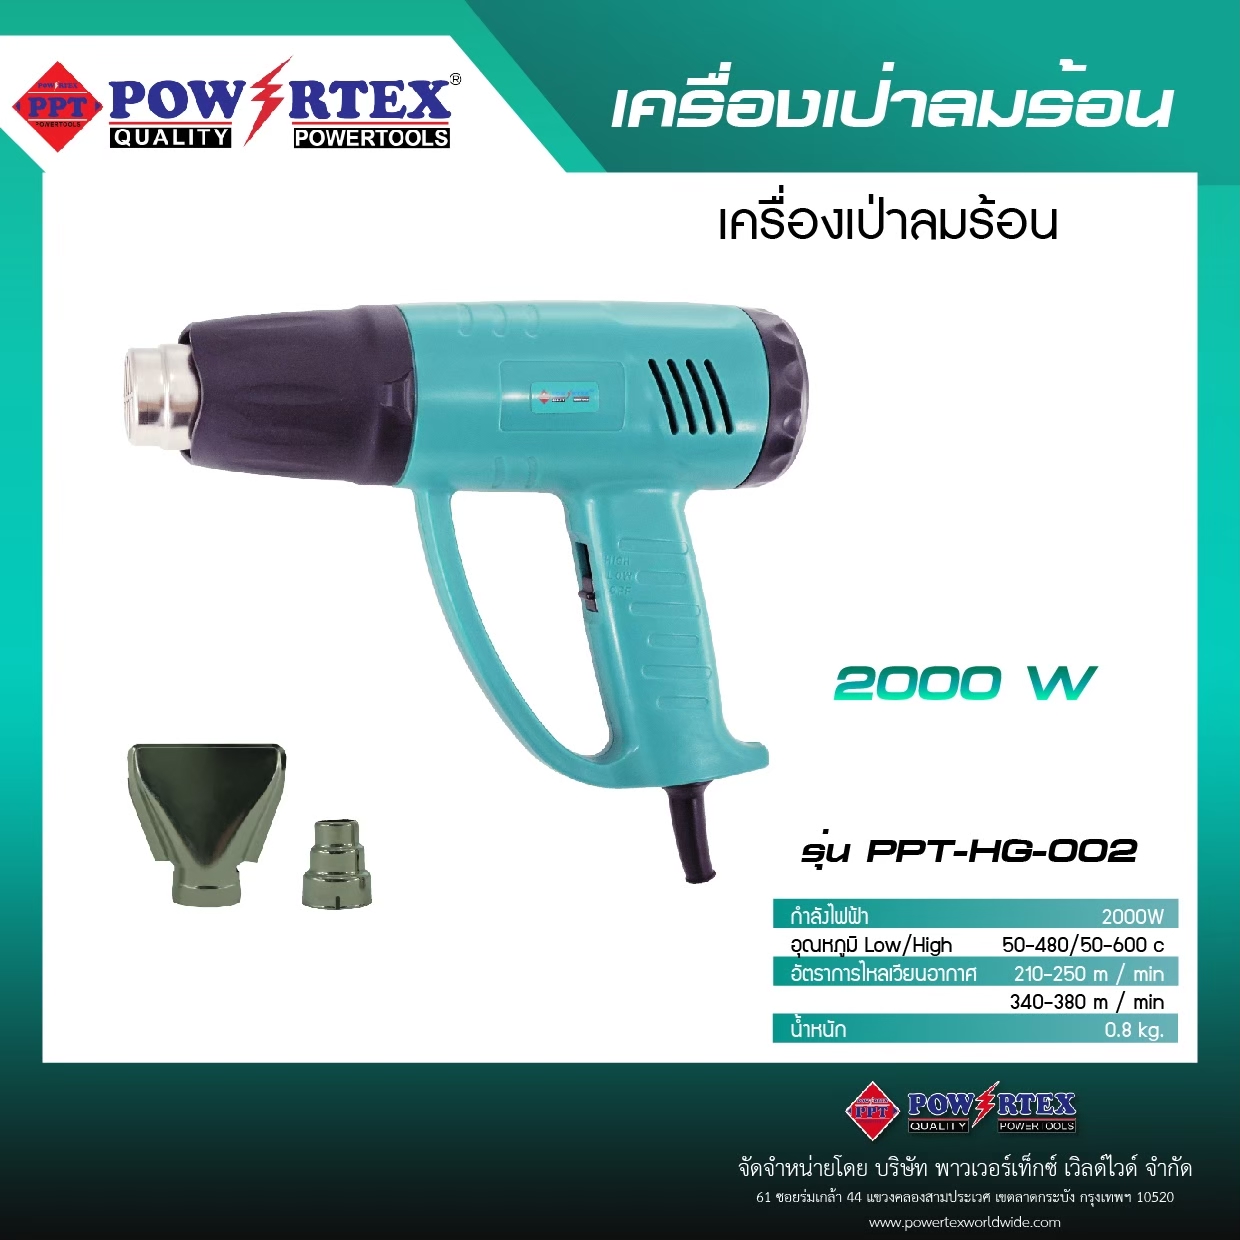 POWERTEX
PPT
POWERTOOLS
POWERTEX®
QUALITY POWERTOOLS
เครื่องเป่าลมร้อน
เครื่องเป่าลมร้อน
HIGH
LOW
OFF
2000 W
รุ่น PPT-HG-002
กำลังไฟฟ้า 2000W
อุณหภูมิ Low/High 50-480/50-600 c
อัตราการไหลเวียนอากาศ 210-250 m / min
340-380 m / min
น้ำหนัก 0.8 kg.
PPT
POWERTEX
QUALITY POWERTOOLS
จัดจำหน่ายโดย บริษัท พาวเวอร์เท็กซ์ เวิลด์ไวด์ จำกัด
61 ซอยร่มเกล้า 44 แขวงคลองสามประเวศ เขตลาดกระบัง กรุงเทพฯ 10520
www.powertexworldwide.com